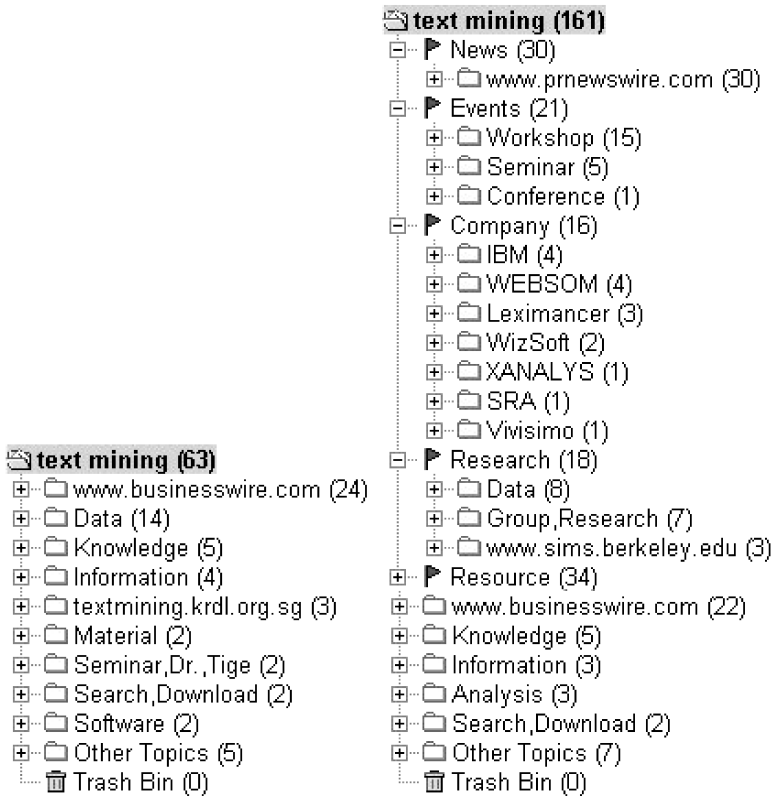 text mining (63)
www.businesswire.com (24)
Data (14)
Knowledge (5)
Information (4)
textmining.krdl.org.sg (3)
Material (2)
Seminar,Dr.,Tige (2)
Search,Download (2)
Software (2)
Other Topics (5)
Trash Bin (0)
text mining (161)
News (30)
www.prnewswire.com (30)
Events (21)
Workshop (15)
Seminar (5)
Conference (1)
Company (16)
IBM (4)
WEBSOM (4)
Leximancer (3)
WizSoft (2)
XANALYS (1)
SRA (1)
Vivisimo (1)
Research (18)
Data (8)
Group,Research (7)
www.sims.berkeley.edu (3)
Resource (34)
www.businesswire.com (22)
Knowledge (5)
Information (3)
Analysis (3)
Search,Download (2)
Other Topics (7)
Trash Bin (0)